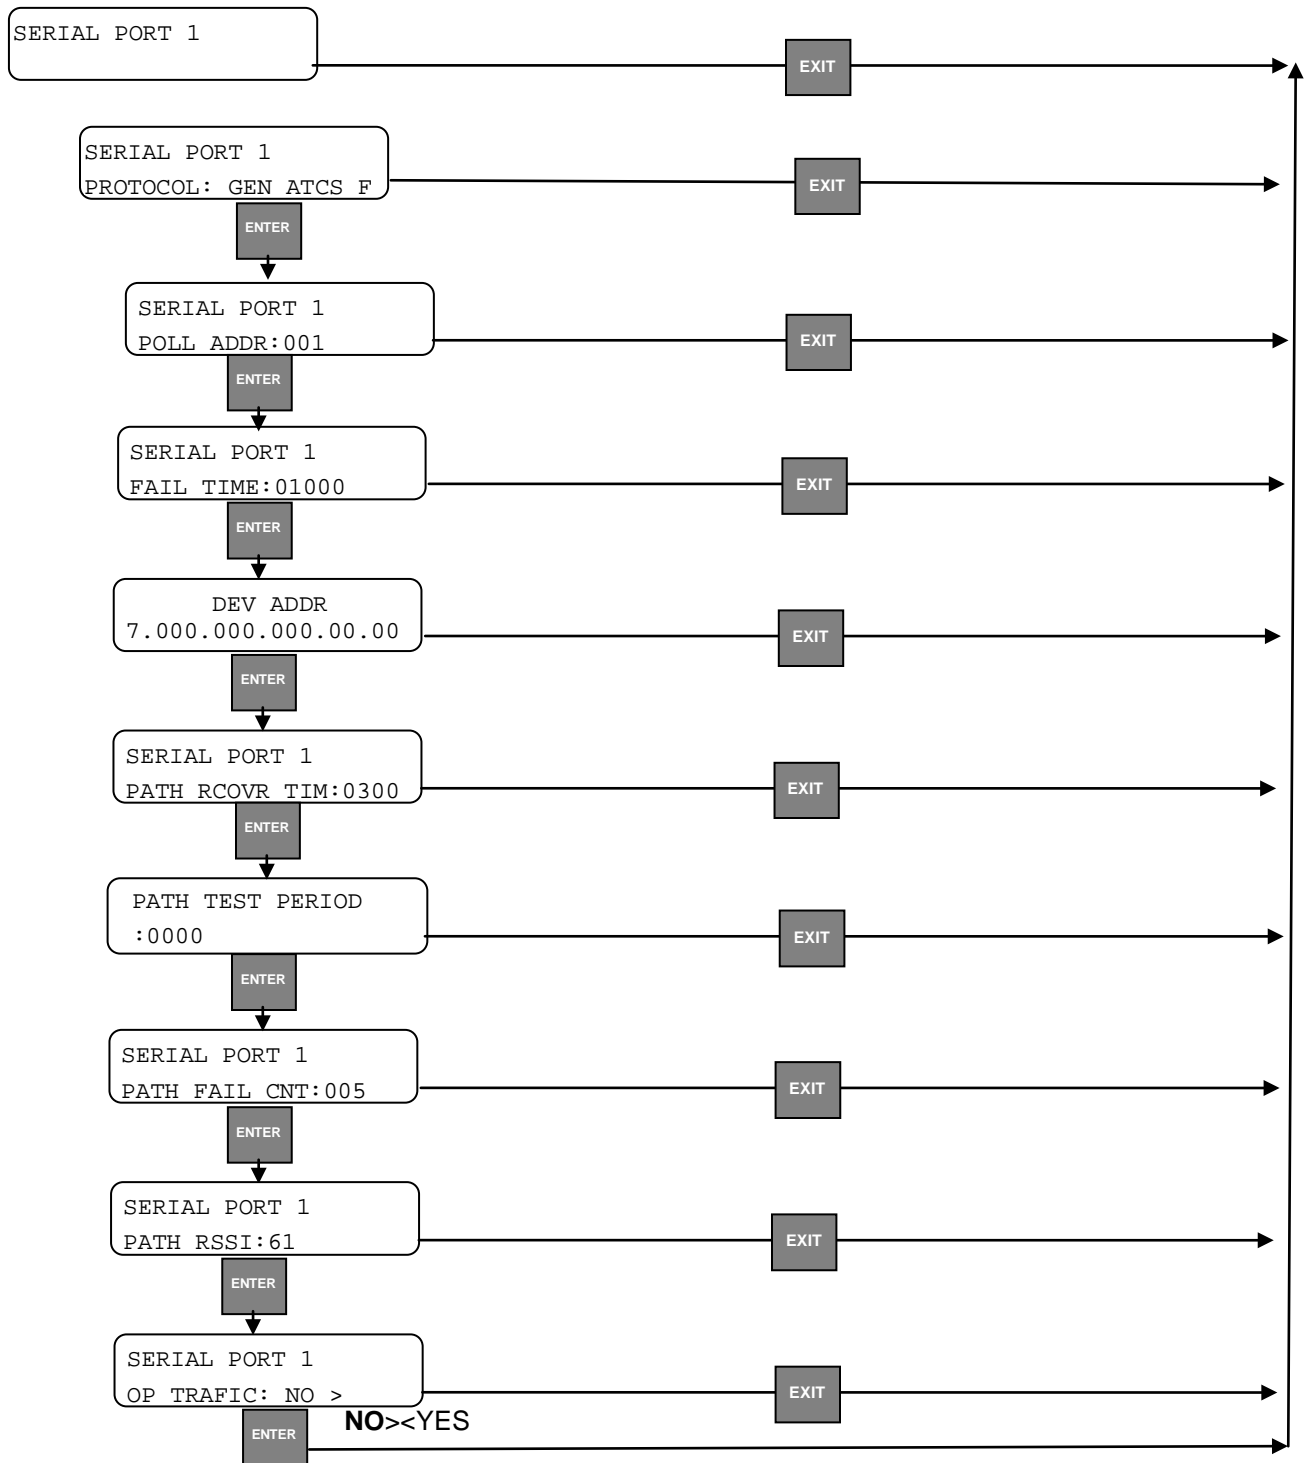 SERIAL PORT 1
EXIT
SERIAL PORT 1
PROTOCOL: GEN ATCS F
EXIT
ENTER
SERIAL PORT 1
POLL ADDR:001
EXIT
ENTER
SERIAL PORT 1
FAIL TIME:01000
EXIT
ENTER
DEV ADDR
7.000.000.000.00.00
EXIT
ENTER
SERIAL PORT 1
PATH RCOVR TIM:0300
EXIT
ENTER
PATH TEST PERIOD
:0000
EXIT
ENTER
SERIAL PORT 1
PATH FAIL CNT:005
EXIT
ENTER
SERIAL PORT 1
PATH RSSI:61
EXIT
ENTER
SERIAL PORT 1
OP TRAFIC: NO >
EXIT
NO><YES
ENTER